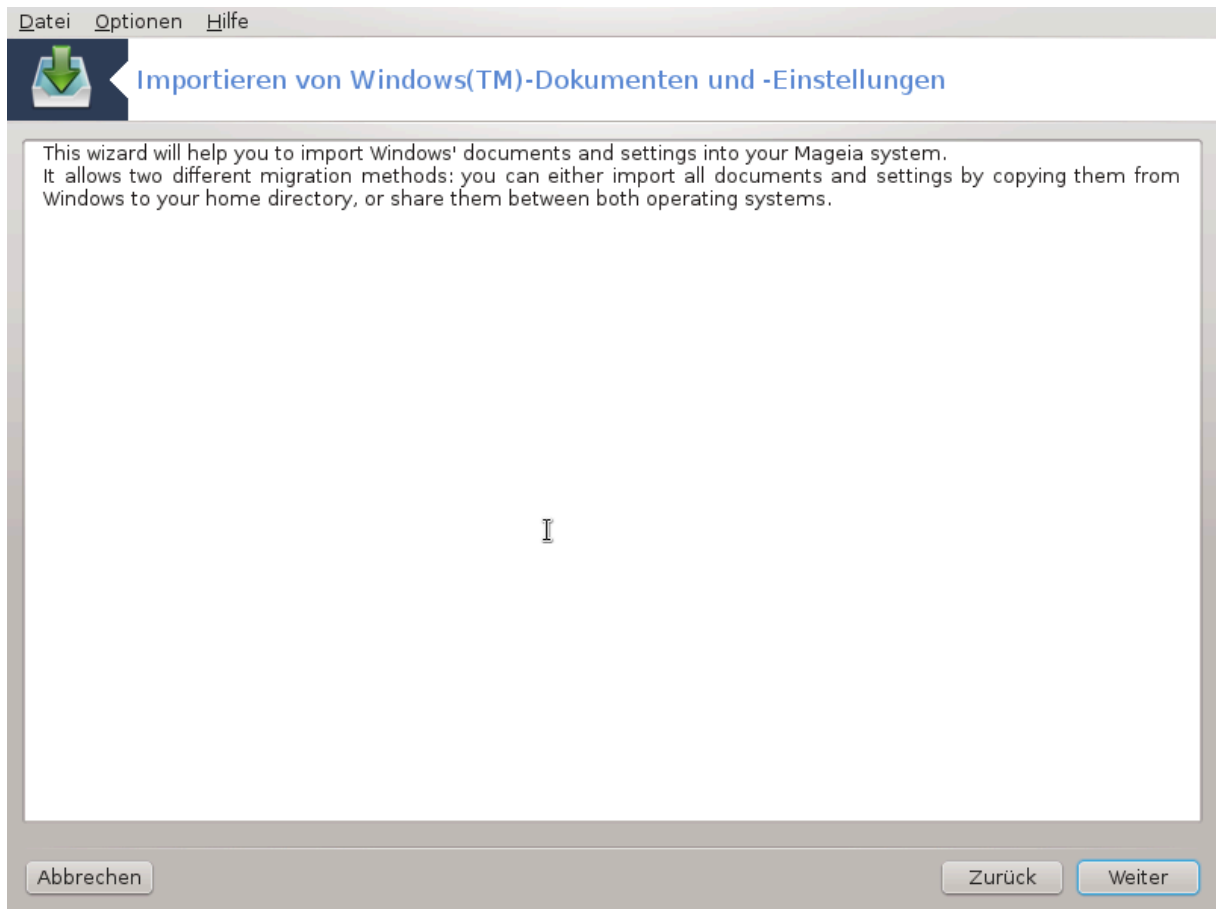 Datei Optionen Hilfe
Importieren von Windows(TM)-Dokumenten und -Einstellungen
This wizard will help you to import Windows' documents and settings into your Mageia system.
It allows two different migration methods: you can either import all documents and settings by copying them from
Windows to your home directory, or share them between both operating systems.
Abbrechen Zurück Weiter